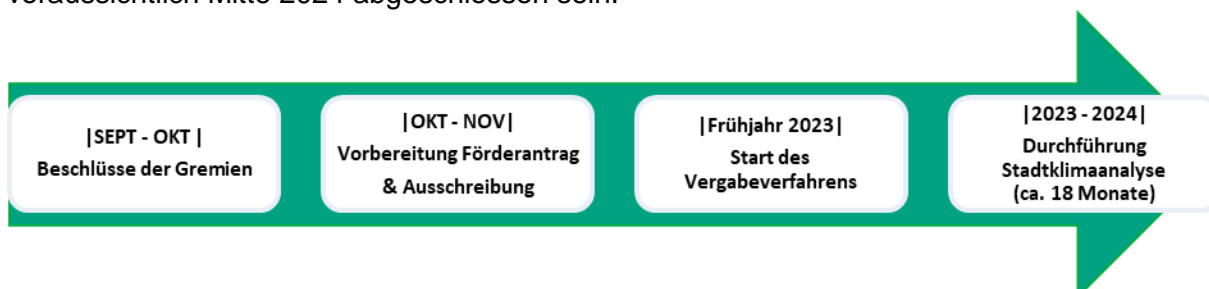 voraussichtlich Mitte 2024 abgeschlossen sein.
|SEPT - OKT |
Beschlüsse der Gremien
|OKT - NOV|
Vorbereitung Förderantrag
& Ausschreibung
|Frühjahr 2023|
Start des
Vergabeverfahrens
|2023 - 2024|
Durchführung
Stadtklimaanalyse
(ca. 18 Monate)